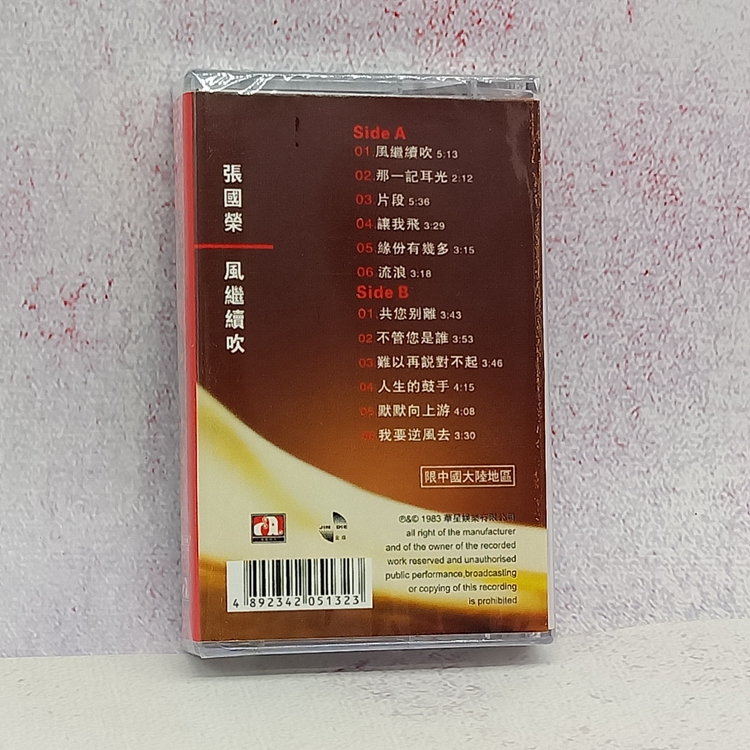 張國榮
風繼續吹
Side A
01.風繼續吹 5:13
02.那一記耳光 2:12
03.片段 5:36
04.讓我飛 3:29
05.緣份有幾多 3:15
06.流浪 3:18
Side B
01.共您别離 3:43
02.不管您是誰 3:53
03.難以再説對不起 3:46
04.人生的鼓手 4:15
05.默默向上游 4:08
06.我要逆風去 3:30
限中國大陸地區
JIN DIE
℗&© 1983 華星娛樂有限公司
all right of the manufacturer
and of the owner of the recorded
work reserved and unauthorised
public performance,broadcasting
or copying of this recording
is prohibited
4 892342 051323